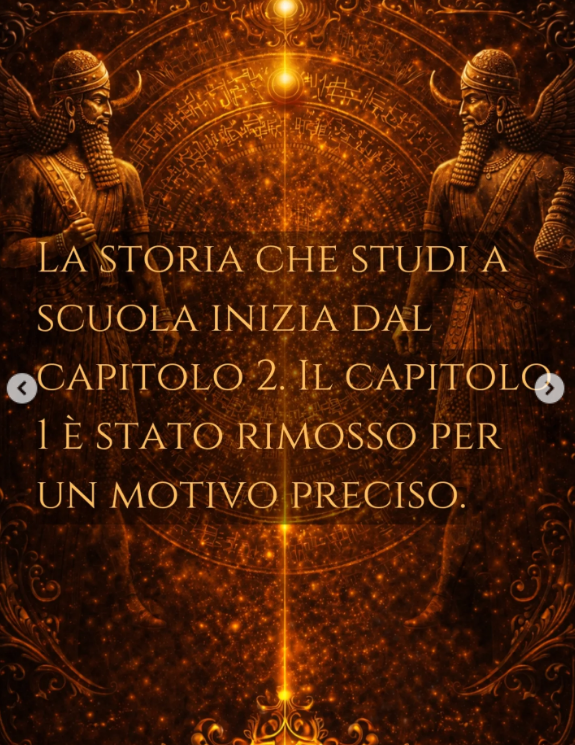 La storia che studi a
scuola inizia dal
capitolo 2. Il capitolo
1 è stato rimosso per
un motivo preciso.